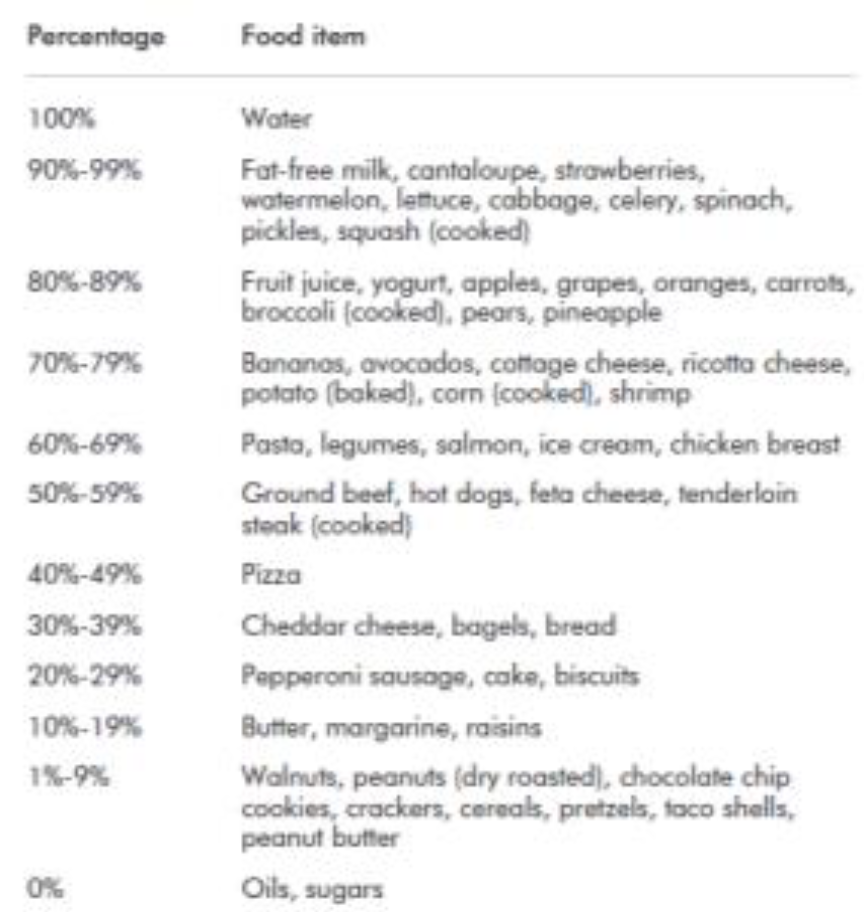 Percentage Food item
100% Water
90%-99% Fat-free milk, cantaloupe, strawberries,
watermelon, lettuce, cabbage, celery, spinach,
pickles, squash (cooked)
80%-89% Fruit juice, yogurt, apples, grapes, oranges, carrots,
broccoli (cooked), pears, pineapple
70%-79% Bananas, avocados, cottage cheese, ricotta cheese,
potato (baked), corn (cooked), shrimp
60%-69% Pasta, legumes, salmon, ice cream, chicken breast
50%-59% Ground beef, hot dogs, feta cheese, tenderloin
steak (cooked)
40%-49% Pizza
30%-39% Cheddar cheese, bagels, bread
20%-29% Pepperoni sausage, cake, biscuits
10%-19% Butter, margarine, raisins
1%-9% Walnuts, peanuts (dry roasted), chocolate chip
cookies, crackers, cereals, pretzels, taco shells,
peanut butter
0% Oils, sugars